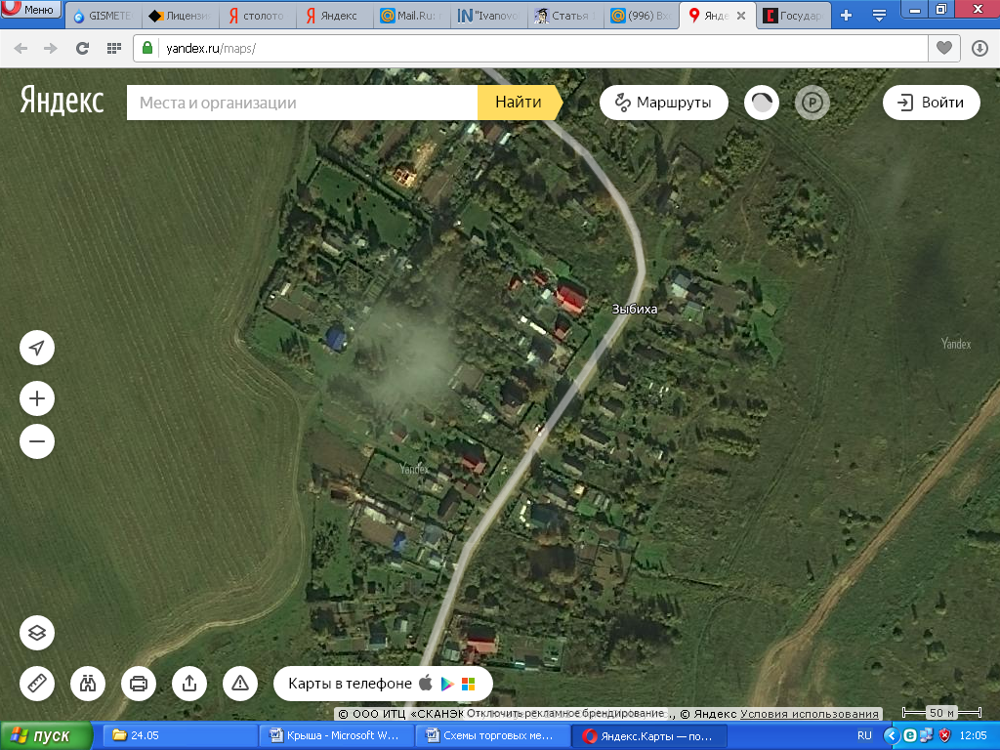 Меню
GISMETE
Лицензи
столото
Яндекс
Mail.Ru:
"Ivanovo
Статья
(996) Вх
Янде
Государ
yandex.ru/maps/
Яндекс
Места и организации
Найти
Маршруты
P
Войти
Зыбиха
Yandex
Yandex
Карты в телефоне
© ООО ИТЦ «СКАНЭК
Отключить рекламное брендирование
., © Яндекс Условия использования
50 м
пуск
24.05
Крыша - Microsoft W...
Схемы торговых ме...
Яндекс.Карты — по...
RU
12:05